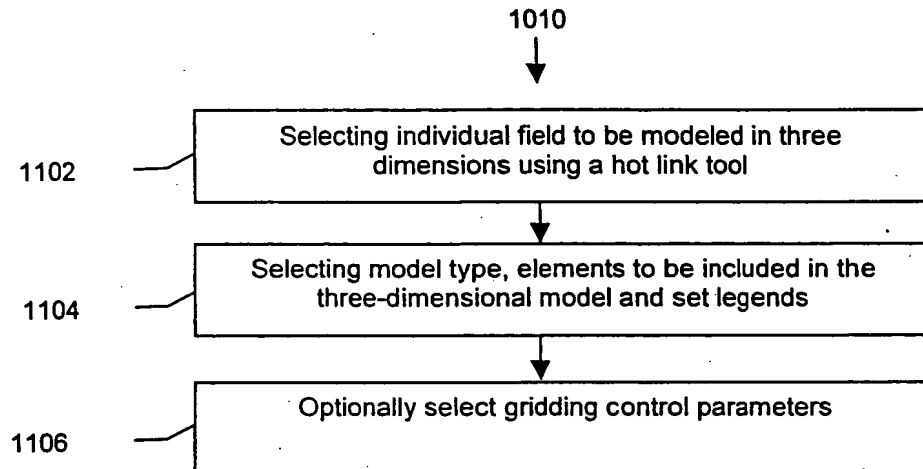 1010
Selecting individual field to be modeled in three
dimensions using a hot link tool
1102
Selecting model type, elements to be included in the
three-dimensional model and set legends
1104
Optionally select gridding control parameters
1106